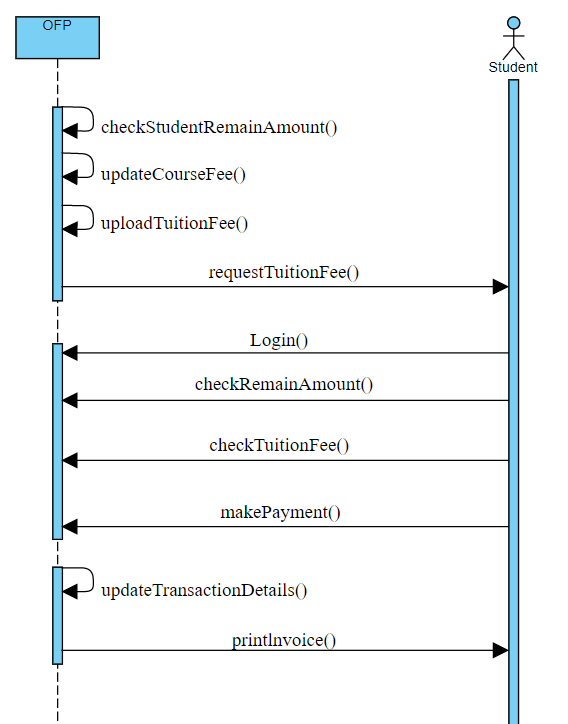 OFP
Student
checkStudentRemainAmount()
updateCourseFee()
uploadTuitionFee()
requestTuitionFee()
Login()
checkRemainAmount()
checkTuitionFee()
makePayment()
updateTransactionDetails()
printInvoice()